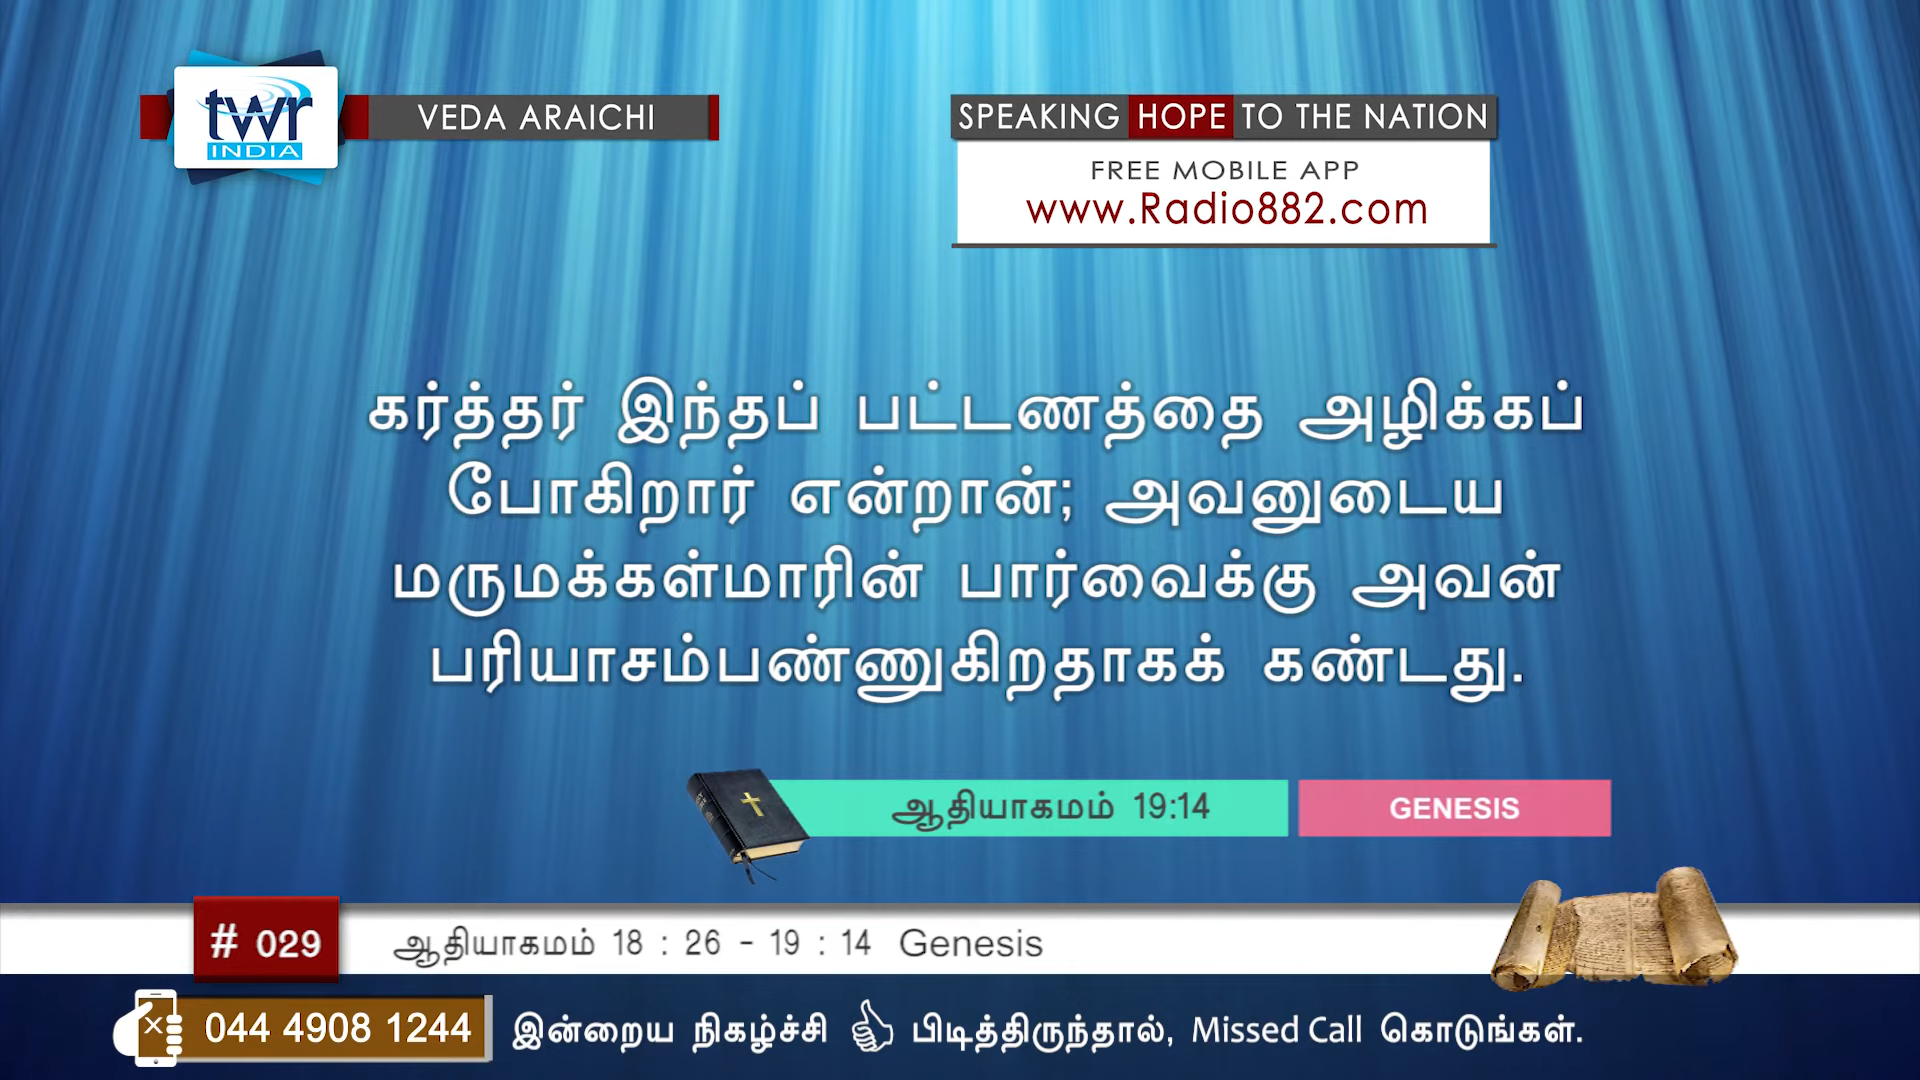 twr
INDIA
VEDA ARAICHI
SPEAKING HOPE TO THE NATION
FREE MOBILE APP
www.Radio882.com
கர்த்தர் இந்தப் பட்டணத்தை அழிக்கப்
போகிறார் என்றான்; அவனுடைய
மருமக்கள்மாரின் பார்வைக்கு அவன்
பரியாசம்பண்ணுகிறதாகக் கண்டது.
ஆதியாகமம் 19:14
GENESIS
# 029
ஆதியாகமம் 18 : 26 - 19 : 14 Genesis
044 4908 1244
இன்றைய நிகழ்ச்சி பிடித்திருந்தால், Missed Call கொடுங்கள்.